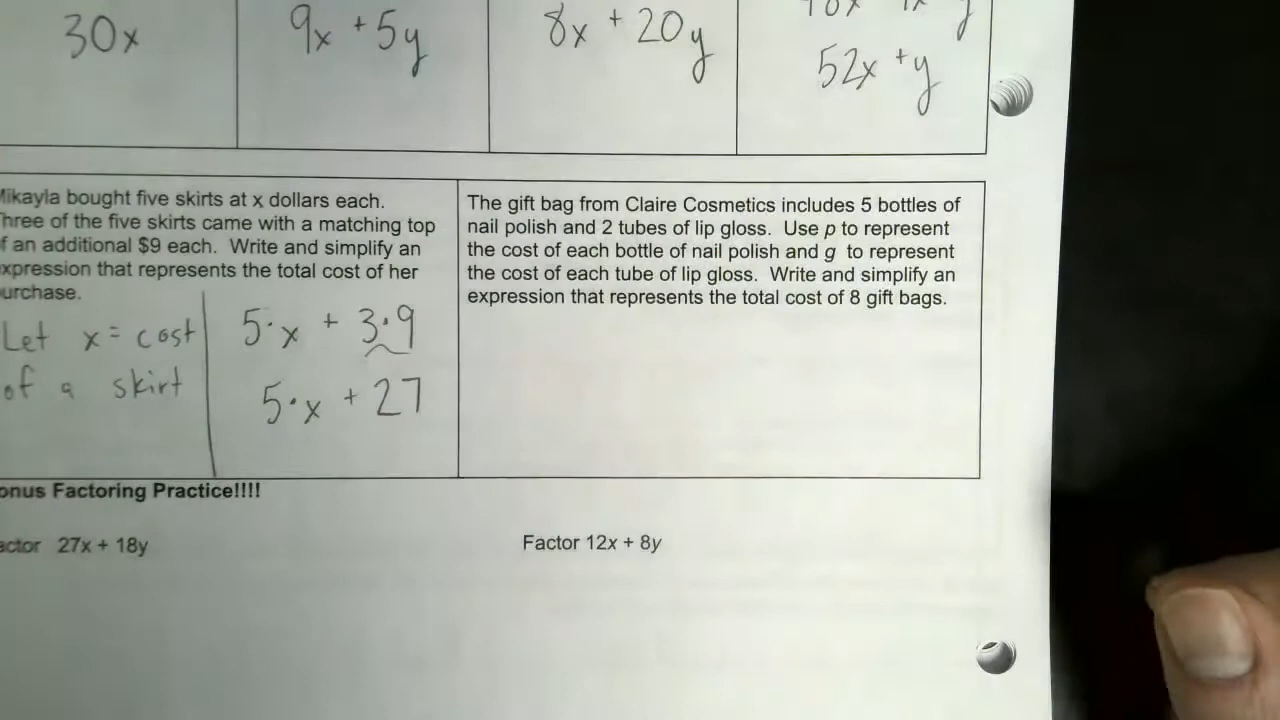 30x
9x + 5y
8x + 20y
52x + y
Mikayla bought five skirts at x dollars each.
Three of the five skirts came with a matching top
f an additional $9 each. Write and simplify an
xpression that represents the total cost of her
urchase.
Let x = cost
of a skirt
5·x + 3·9
5·x + 27
The gift bag from Claire Cosmetics includes 5 bottles of
nail polish and 2 tubes of lip gloss. Use p to represent
the cost of each bottle of nail polish and g to represent
the cost of each tube of lip gloss. Write and simplify an
expression that represents the total cost of 8 gift bags.
onus Factoring Practice!!!!
actor 27x + 18y
Factor 12x + 8y